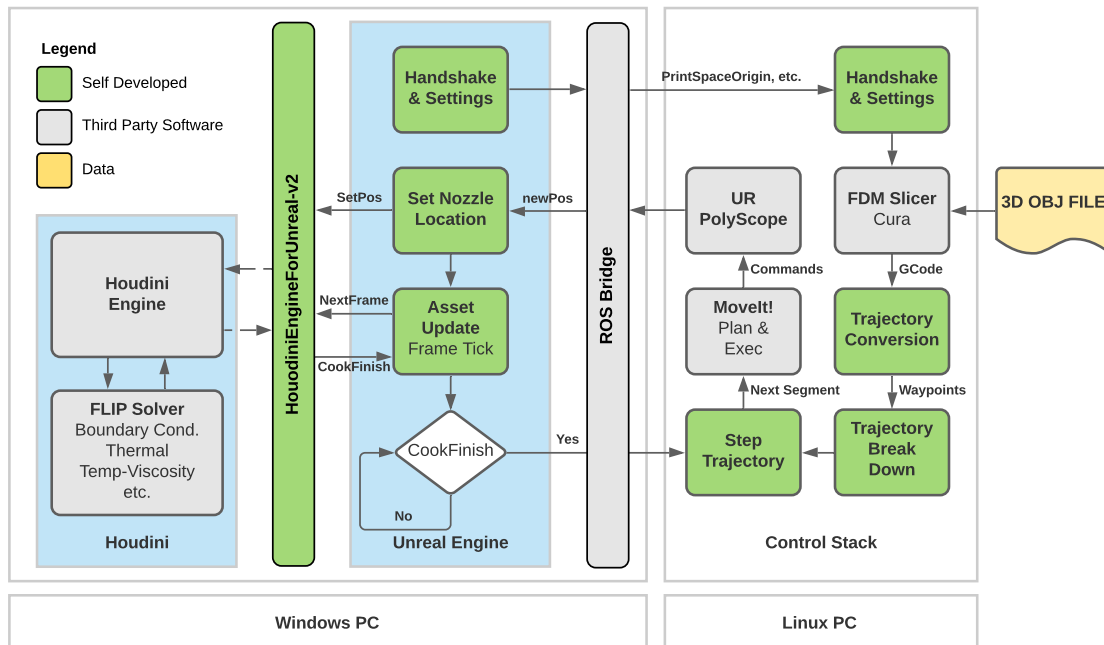 Legend
Self Developed
Third Party Software
Data
Houdini
Engine
FLIP Solver
Boundary Cond.
Thermal
Temp-Viscosity
etc.
Houdini
HouodiniEngineForUnreal-v2
SetPos
NextFrame
CookFinish
Handshake
& Settings
Set Nozzle
Location
Asset
Update
Frame Tick
CookFinish
No
Yes
Unreal Engine
newPos
ROS Bridge
PrintSpaceOrigin, etc.
Handshake
& Settings
UR
PolyScope
FDM Slicer
Cura
3D OBJ FILE
Commands
GCode
MoveIt!
Plan &
Exec
Trajectory
Conversion
Next Segment
Waypoints
Step
Trajectory
Trajectory
Break
Down
Control Stack
Windows PC
Linux PC